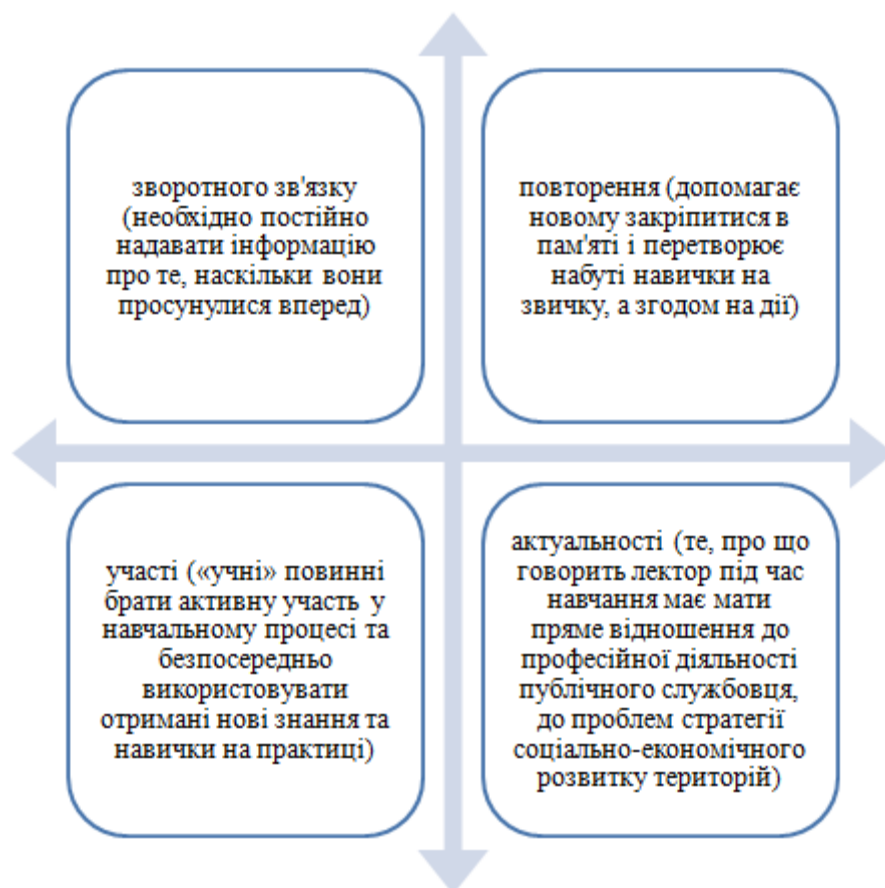 зворотного зв'язку
(необхідно постійно
надавати інформацію
про те, наскільки вони
просунулися вперед)
повторення (допомагає
новому закріпитися в
пам'яті і перетворює
набуті навички на
звичку, а згодом на дії)
участі («учні» повинні
брати активну участь у
навчальному процесі та
безпосередньо
використовувати
отримані нові знання та
навички на практиці)
актуальності (те, про що
говорить лектор під час
навчання має мати
пряме відношення до
професійної діяльності
публічного службовця,
до проблем стратегії
соціально-економічного
розвитку територій)